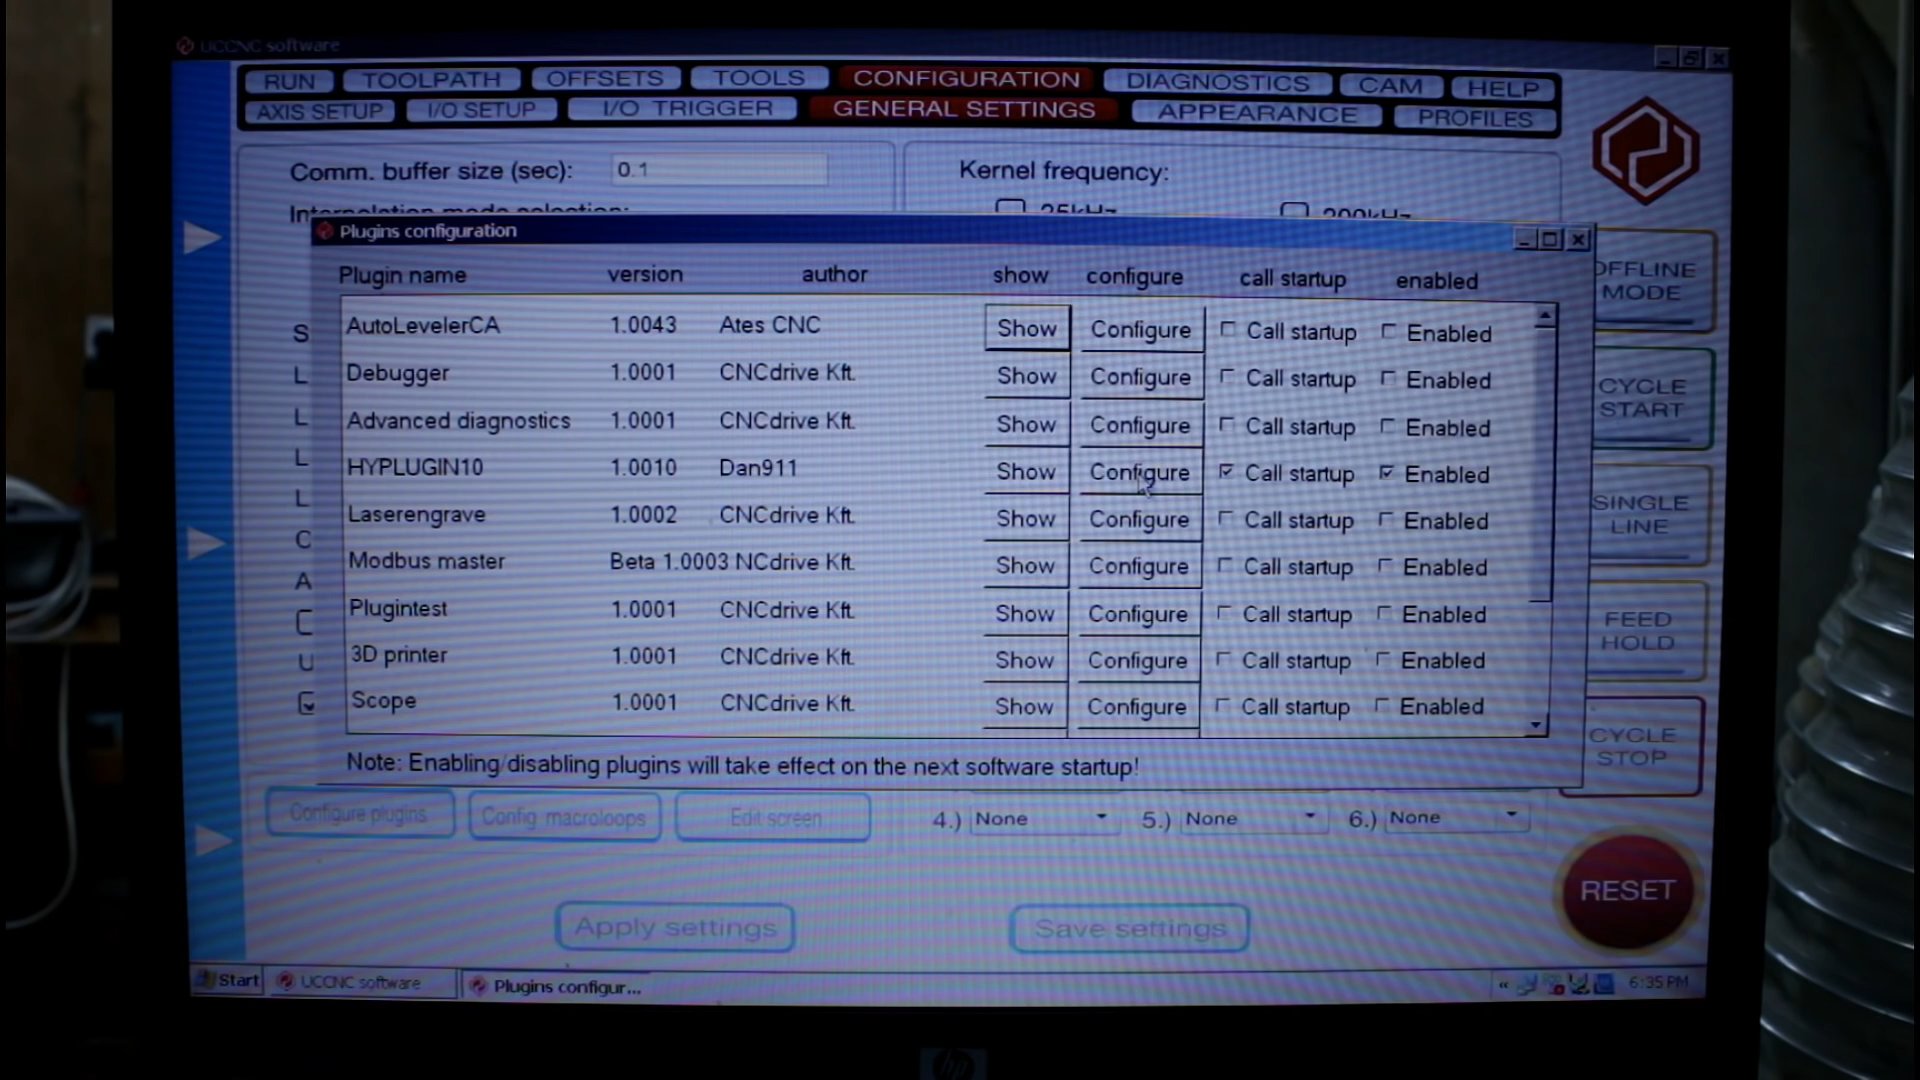 UCCNC software
RUN TOOLPATH OFFSETS TOOLS CONFIGURATION DIAGNOSTICS CAM HELP
AXIS SETUP I/O SETUP I/O TRIGGER GENERAL SETTINGS APPEARANCE PROFILES
Comm. buffer size (sec): 0.1 Kernel frequency:
Interpolation mode selection: 25kHz 200kHz
Plugins configuration
Plugin name version author show configure call startup enabled
AutoLevelerCA 1.0043 Ates CNC Show Configure Call startup Enabled
Debugger 1.0001 CNCdrive Kft. Show Configure Call startup Enabled
Advanced diagnostics 1.0001 CNCdrive Kft. Show Configure Call startup Enabled
HYPLUGIN10 1.0010 Dan911 Show Configure Call startup Enabled
Laserengrave 1.0002 CNCdrive Kft. Show Configure Call startup Enabled
Modbus master Beta 1.0003 NCdrive Kft. Show Configure Call startup Enabled
Plugintest 1.0001 CNCdrive Kft. Show Configure Call startup Enabled
3D printer 1.0001 CNCdrive Kft. Show Configure Call startup Enabled
Scope 1.0001 CNCdrive Kft. Show Configure Call startup Enabled
Note: Enabling/disabling plugins will take effect on the next software startup!
OFFLINE
MODE
CYCLE
START
SINGLE
LINE
FEED
HOLD
CYCLE
STOP
RESET
Configure plugins Config macroloops Edit screen 4.) None 5.) None 6.) None
Apply settings Save settings
Start UCCNC software Plugins configur... « 6:35 PM
hp